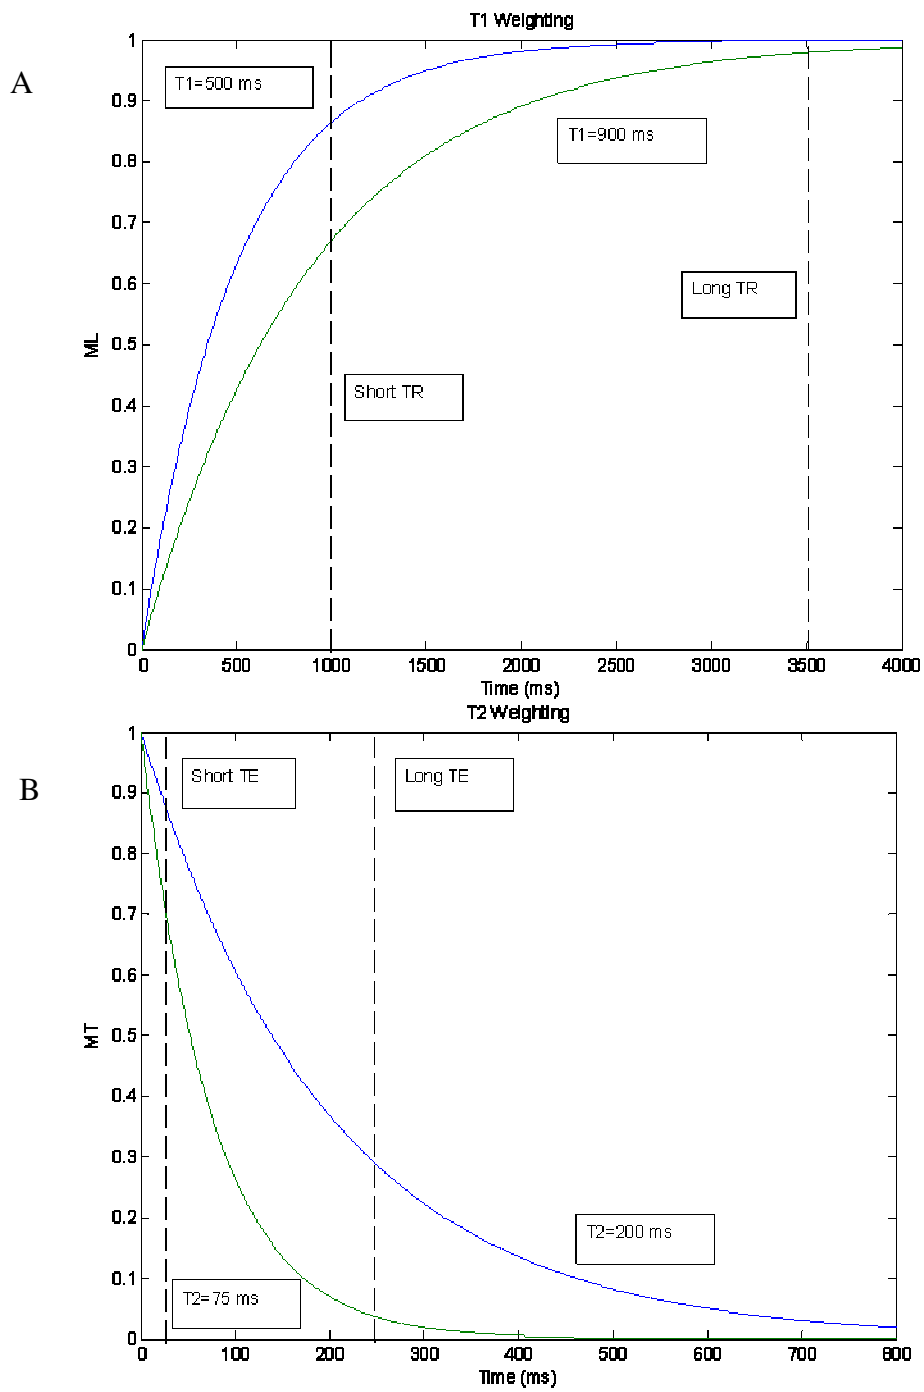 T1 Weighting
A
1
0.9
0.8
0.7
0.6
0.5
0.4
0.3
0.2
0.1
0
ML
T1=500 ms
T1=900 ms
Long TR
Short TR
0 500 1000 1500 2000 2500 3000 3500 4000
Time (ms)
T2 Weighting
B
1
0.9
0.8
0.7
0.6
0.5
0.4
0.3
0.2
0.1
0
MT
Short TE
Long TE
T2=200 ms
T2=75 ms
0 100 200 300 400 500 600 700 800
Time (ms)